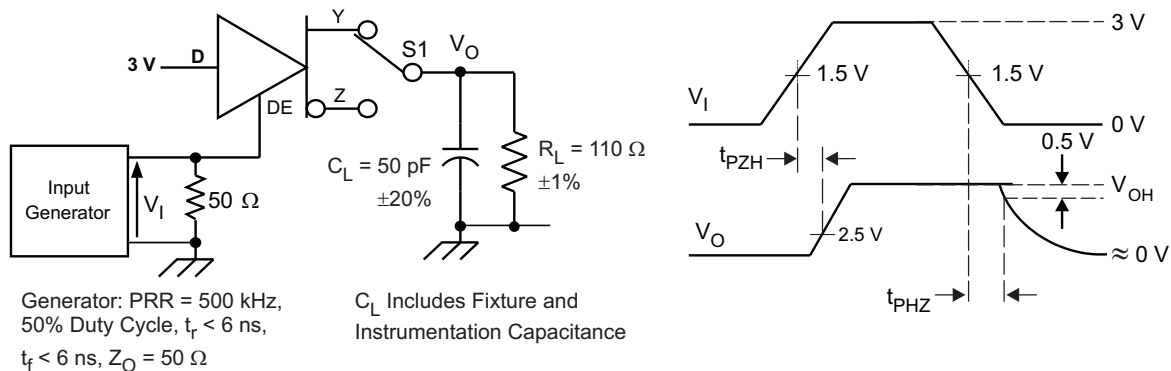 3 V
D
Y
Z
DE
S1
V_O
Input
Generator
V_I
50 Ω
C_L = 50 pF
±20%
R_L = 110 Ω
±1%
Generator: PRR = 500 kHz,
50% Duty Cycle, t_r < 6 ns,
t_f < 6 ns, Z_O = 50 Ω
C_L Includes Fixture and
Instrumentation Capacitance
3 V
1.5 V
1.5 V
V_I
0 V
0.5 V
t_PZH
V_OH
V_O
2.5 V
≈ 0 V
t_PHZ